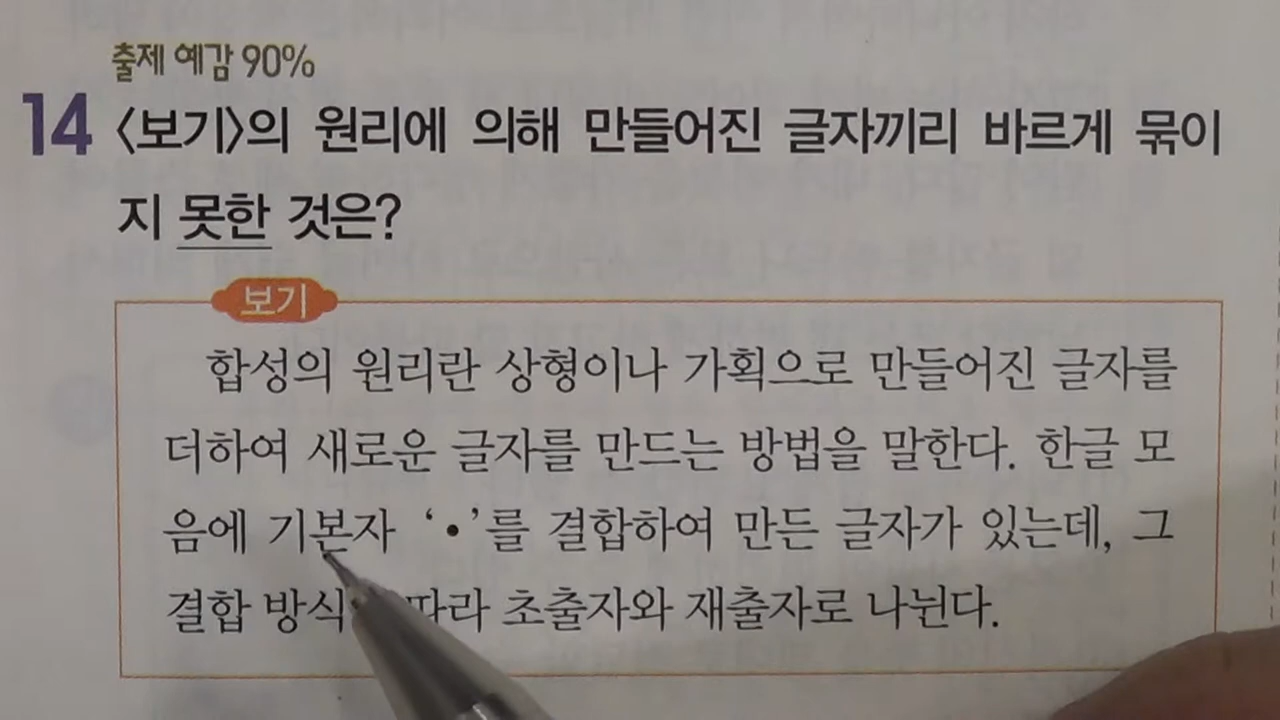 출제 예감 90%
14 <보기>의 원리에 의해 만들어진 글자끼리 바르게 묶이
지 못한 것은?
보기
합성의 원리란 상형이나 가획으로 만들어진 글자를
더하여 새로운 글자를 만드는 방법을 말한다. 한글 모
음에 기본자 ‘•’를 결합하여 만든 글자가 있는데, 그
결합 방식 따라 초출자와 재출자로 나뉜다.